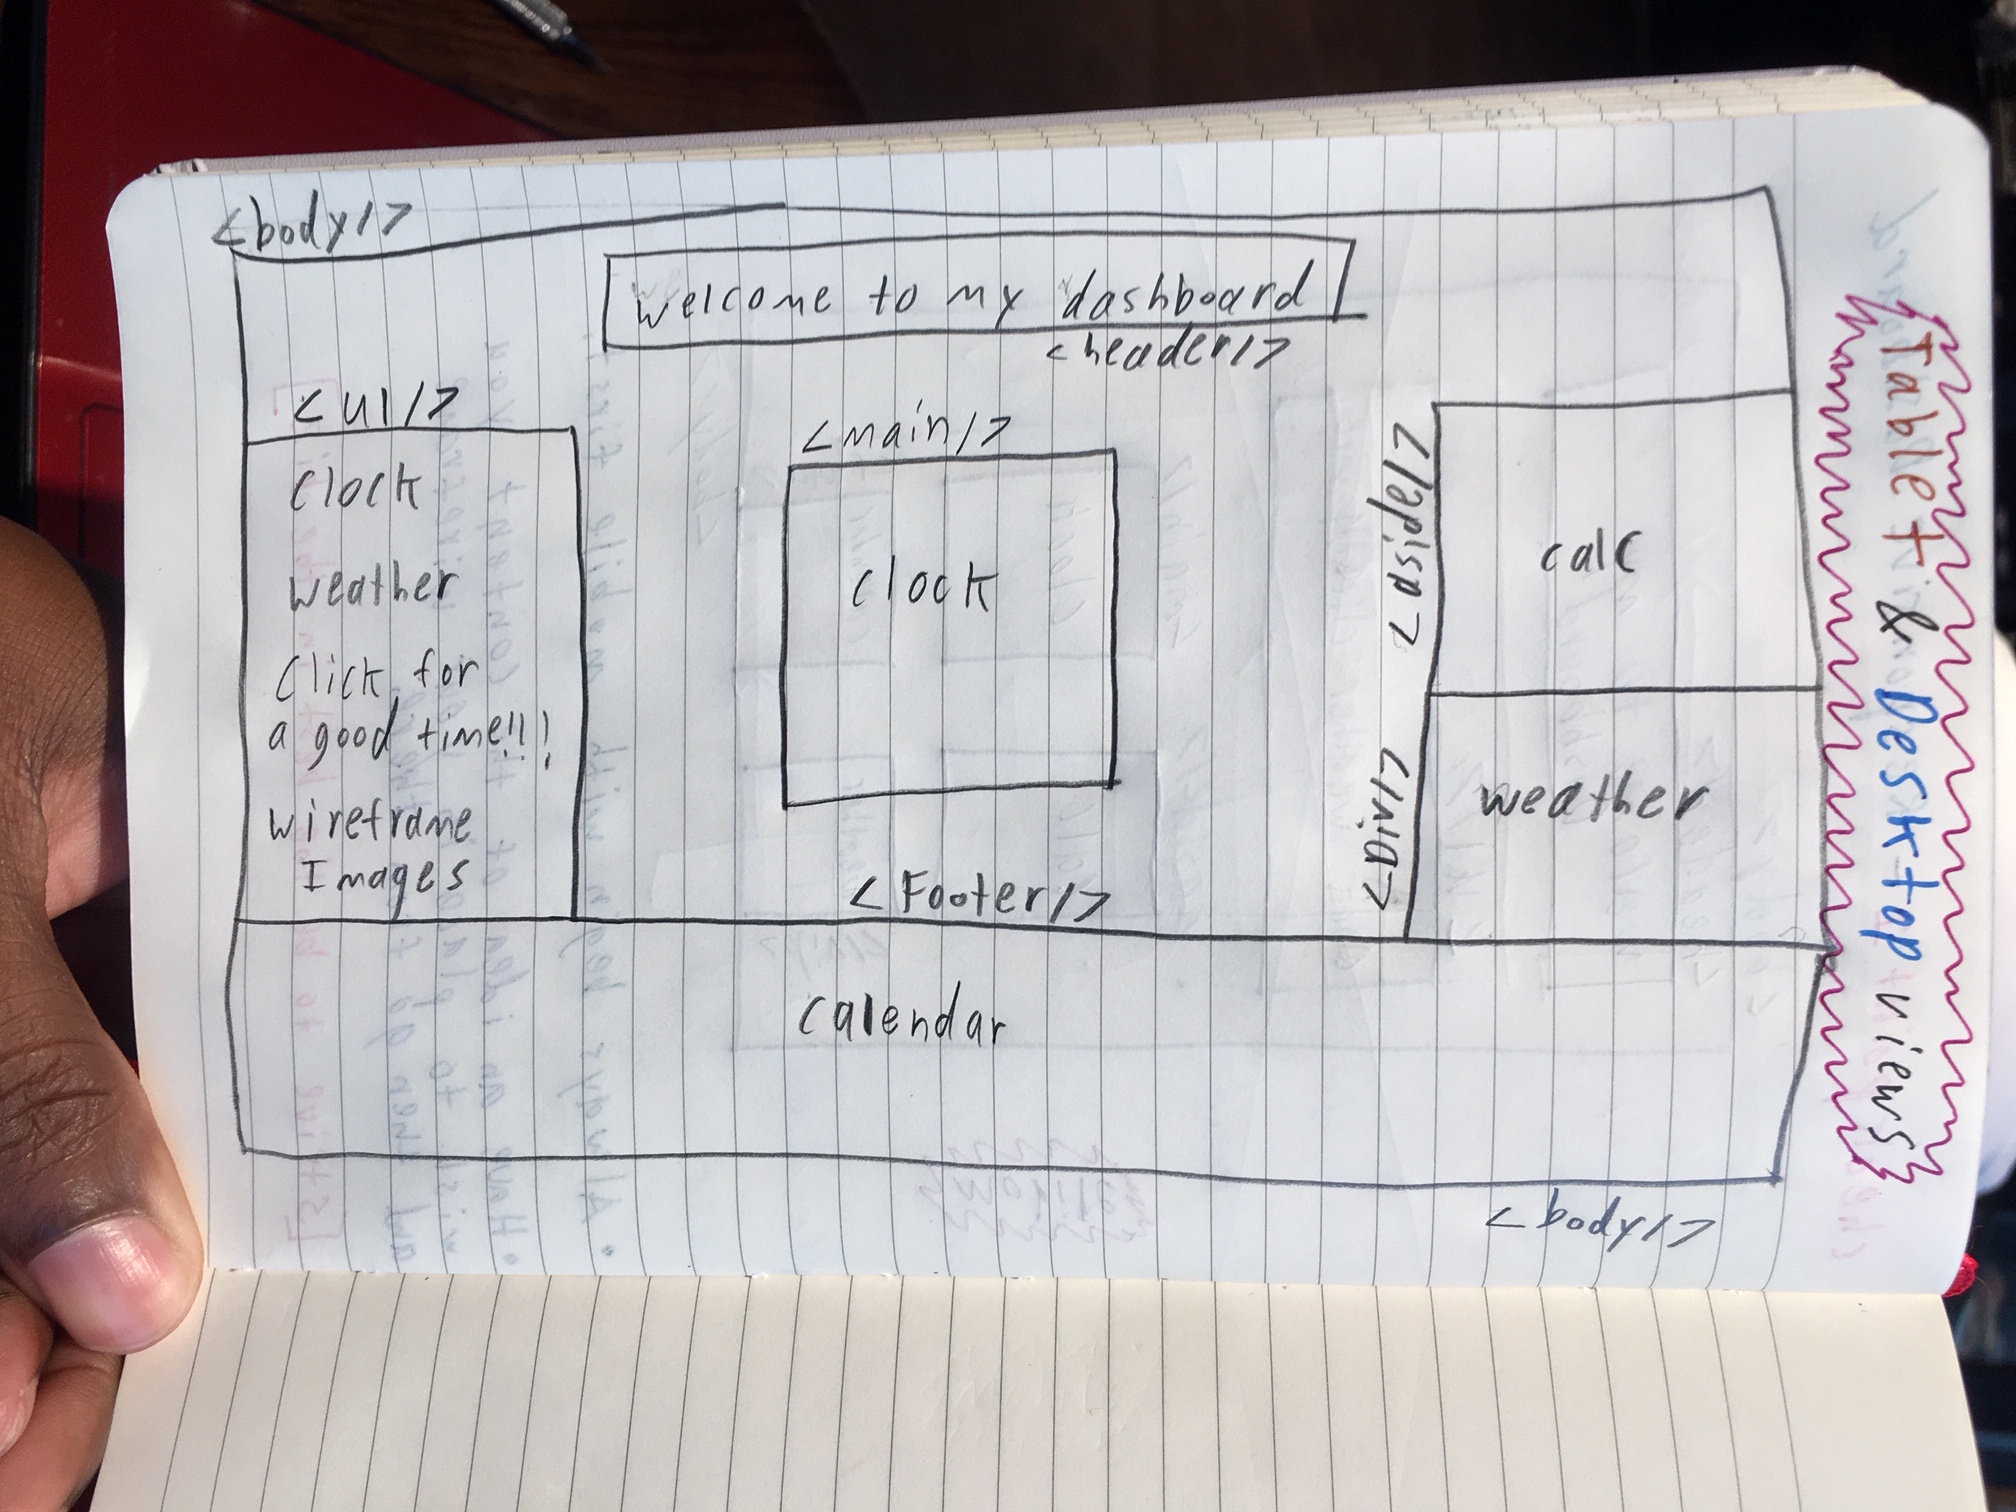 <body/>
Welcome to my dashboard
<header/>
<ul/>
Clock
weather
Click for
a good time!!!
wireframe
Images
<main/>
Clock
<aside/>
calc
<Div/>
weather
<Footer/>
Calendar
<body/>
Tablet & Desktop views